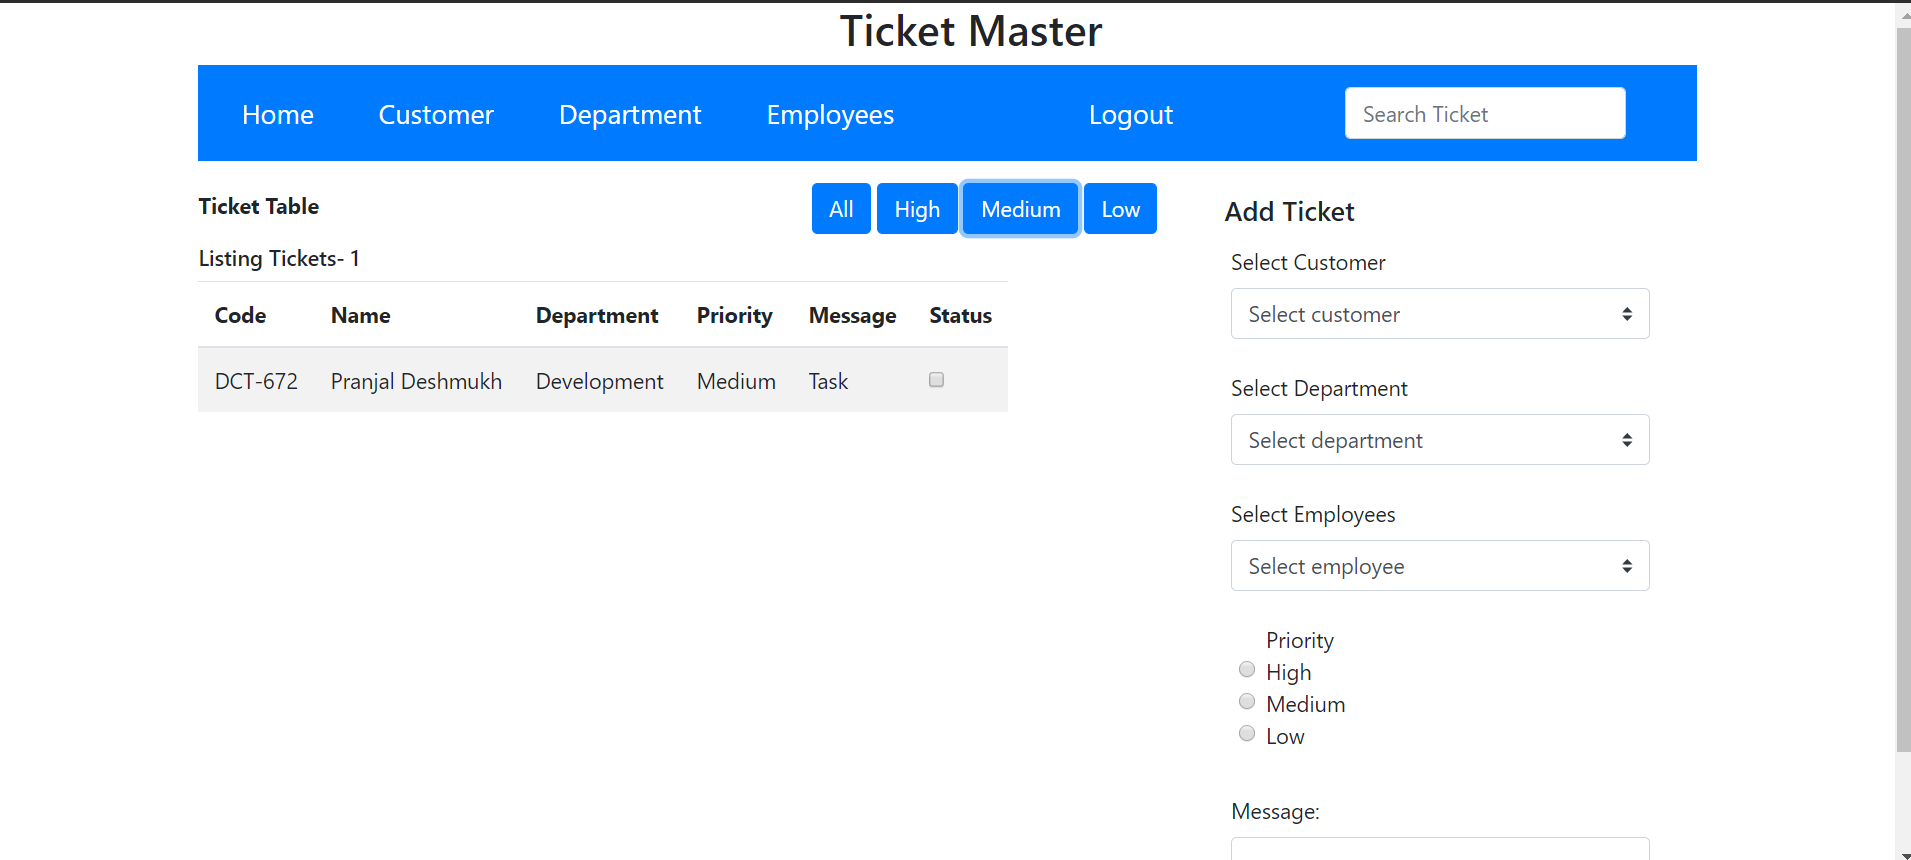 Ticket Master
Home Customer Department Employees Logout Search Ticket
Ticket Table
All High Medium Low
Listing Tickets- 1
Code Name Department Priority Message Status
DCT-672 Pranjal Deshmukh Development Medium Task
Add Ticket
Select Customer
Select customer
Select Department
Select department
Select Employees
Select employee
Priority
High
Medium
Low
Message: